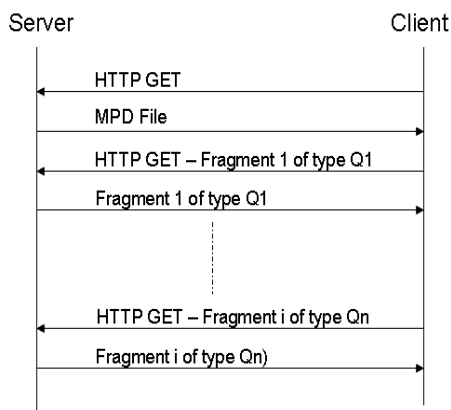 Server
Client
HTTP GET
MPD File
HTTP GET – Fragment 1 of type Q1
Fragment 1 of type Q1
HTTP GET – Fragment i of type Qn
Fragment i of type Qn)